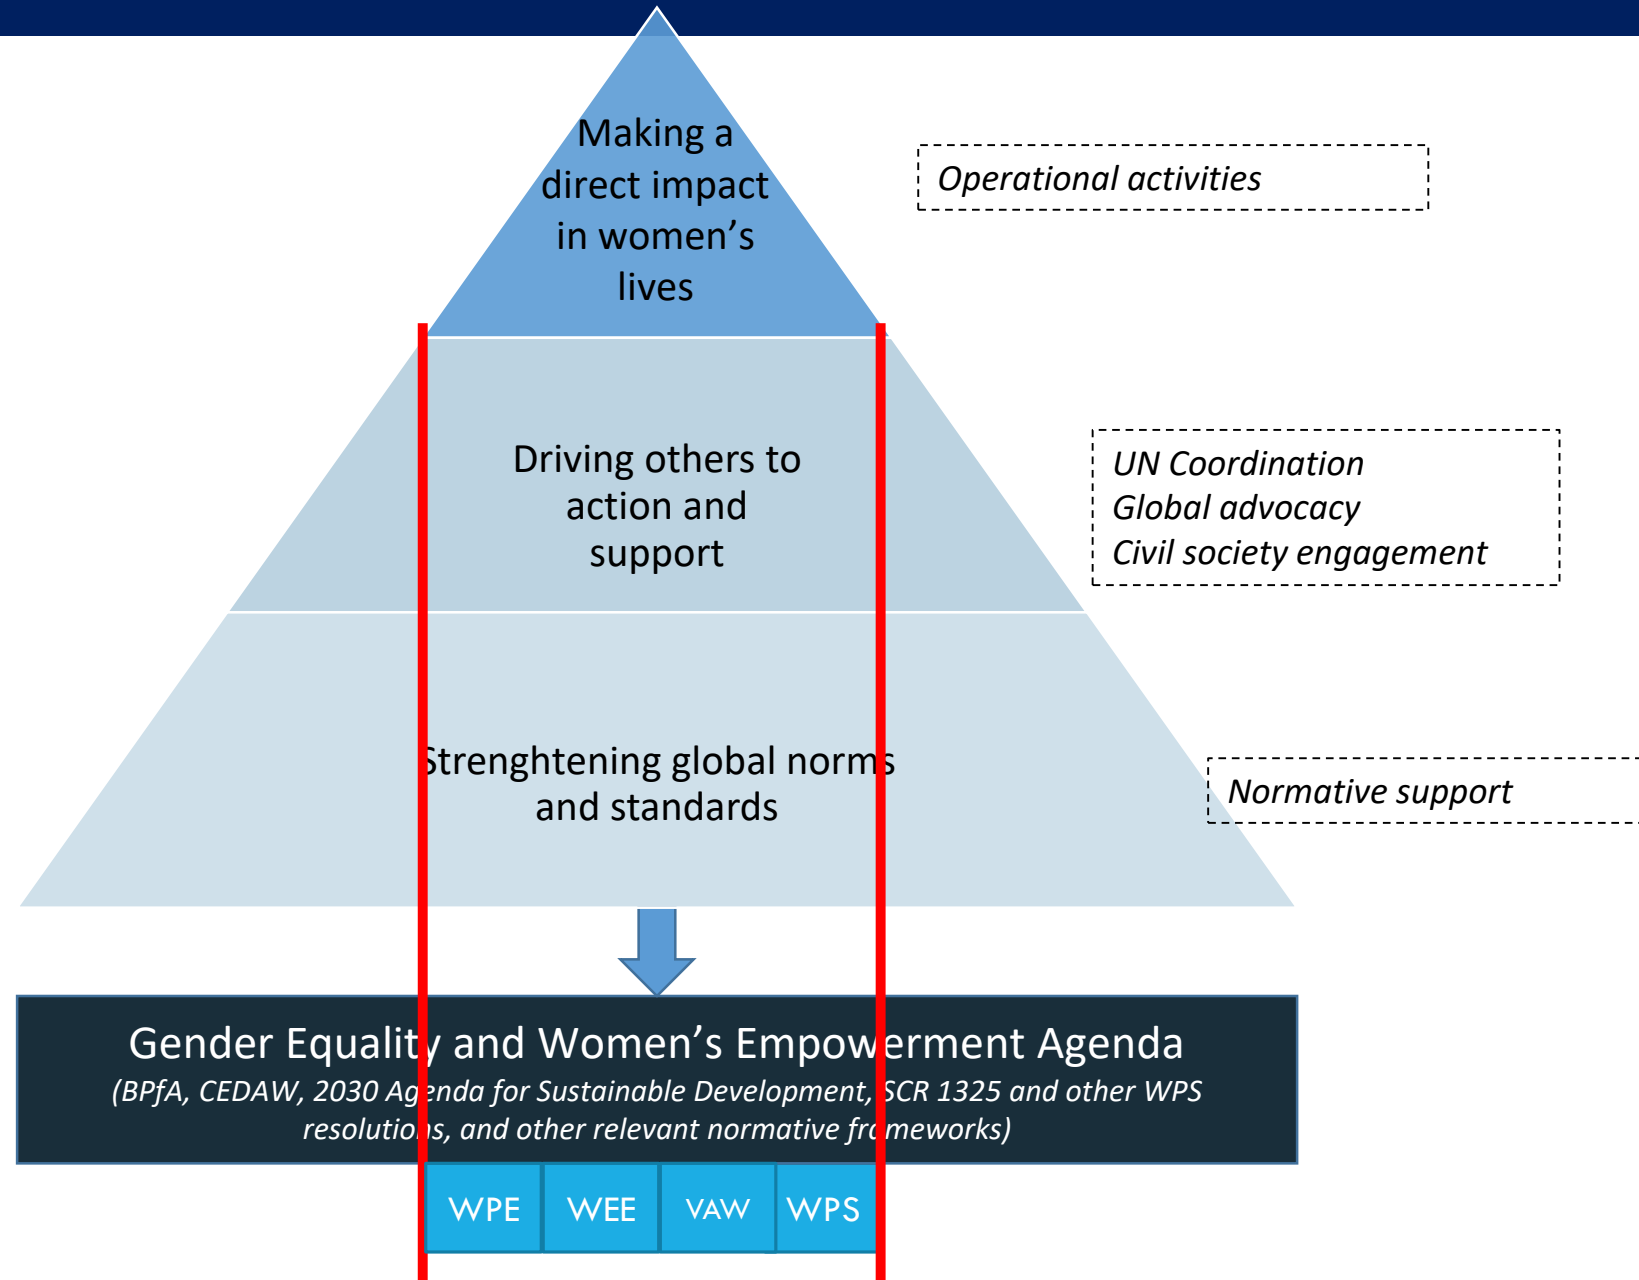 Making a
direct impact
in women’s
lives
Operational activities
Driving others to
action and
support
UN Coordination
Global advocacy
Civil society engagement
Strenghtening global norms
and standards
Normative support
Gender Equality and Women’s Empowerment Agenda
(BPfA, CEDAW, 2030 Agenda for Sustainable Development, SCR 1325 and other WPS
resolutions, and other relevant normative frameworks)
WPE WEE VAW WPS